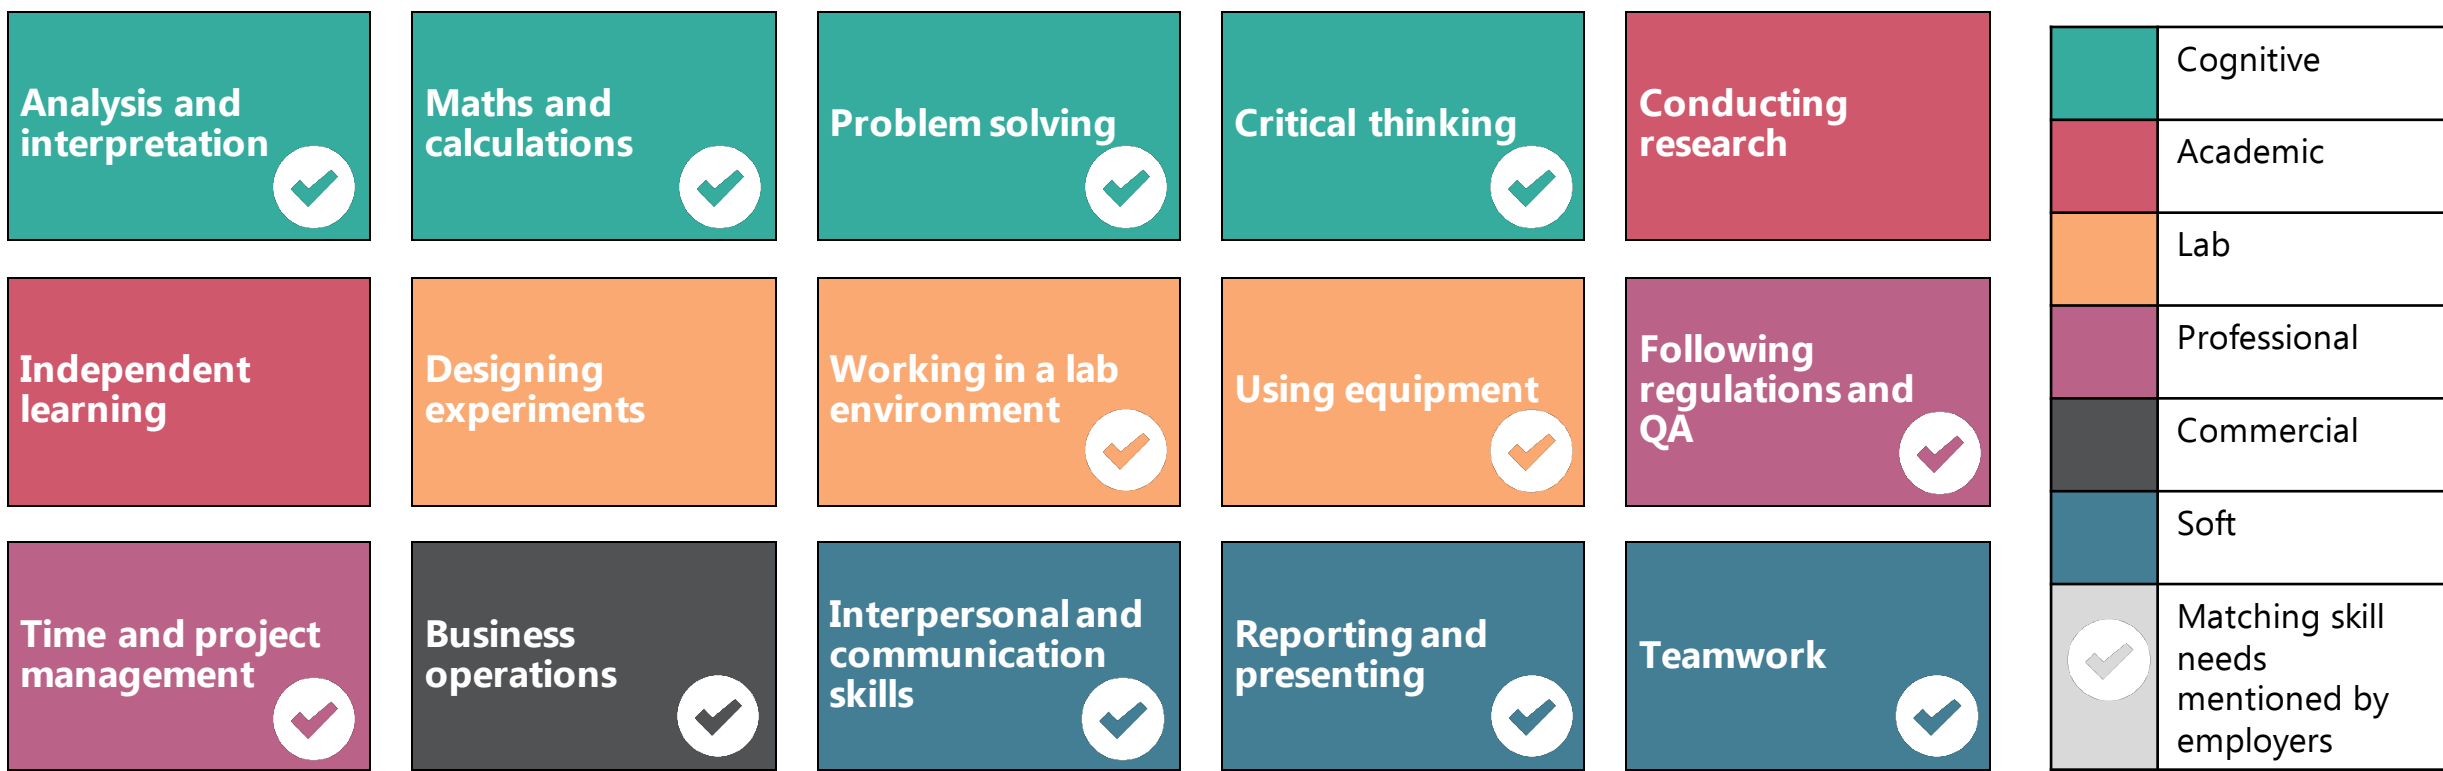 Analysis and
interpretation
Maths and
calculations
Problem solving
Critical thinking
Conducting
research
Independent
learning
Designing
experiments
Working in a lab
environment
Using equipment
Following
regulations and
QA
Time and project
management
Business
operations
Interpersonal and
communication
skills
Reporting and
presenting
Teamwork
Cognitive
Academic
Lab
Professional
Commercial
Soft
Matching skill
needs
mentioned by
employers